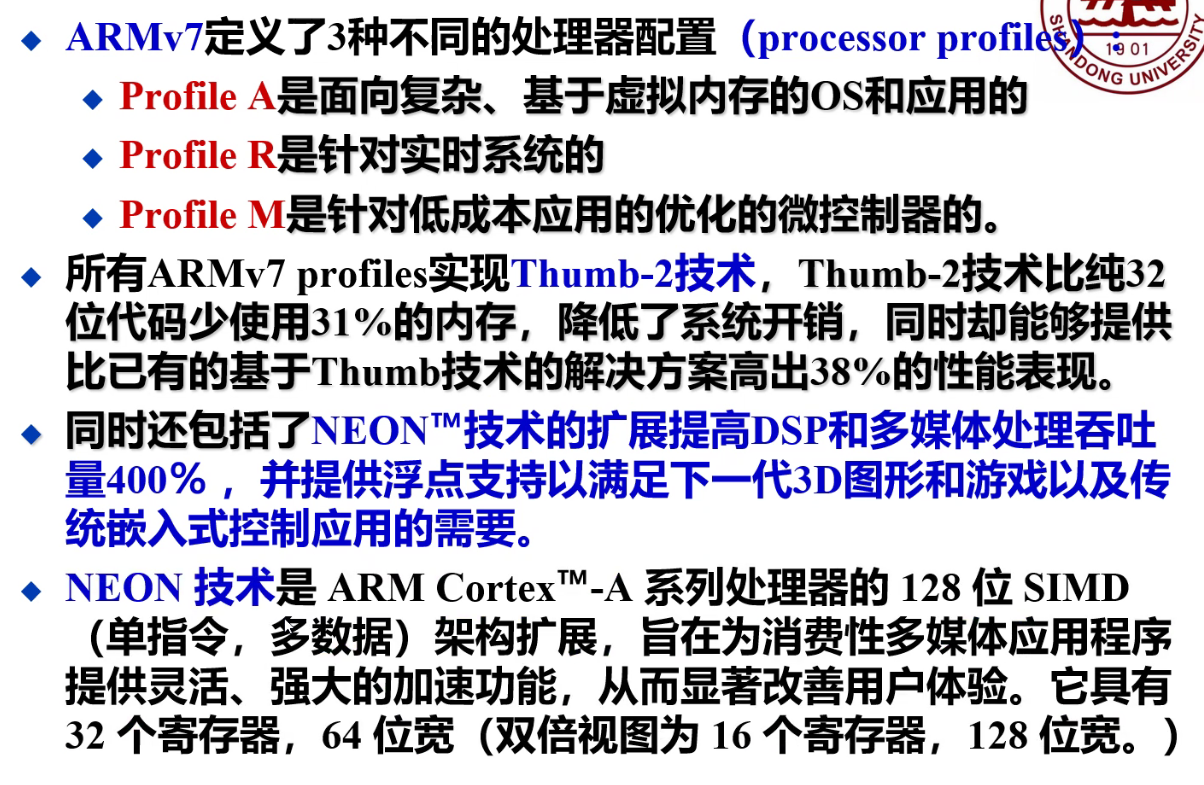 ARMv7定义了3种不同的处理器配置（processor profiles）：
Profile A是面向复杂、基于虚拟内存的OS和应用的
Profile R是针对实时系统的
Profile M是针对低成本应用的优化的微控制器的。
所有ARMv7 profiles实现Thumb-2技术，Thumb-2技术比纯32
位代码少使用31%的内存，降低了系统开销，同时却能够提供
比已有的基于Thumb技术的解决方案高出38%的性能表现。
同时还包括了NEON™技术的扩展提高DSP和多媒体处理吞吐
量400％ ，并提供浮点支持以满足下一代3D图形和游戏以及传
统嵌入式控制应用的需要。
NEON 技术是 ARM Cortex™-A 系列处理器的 128 位 SIMD
（单指令，多数据）架构扩展，旨在为消费性多媒体应用程序
提供灵活、强大的加速功能，从而显著改善用户体验。它具有
32 个寄存器，64 位宽（双倍视图为 16 个寄存器，128 位宽。）
1901
SHANDONG UNIVERSITY